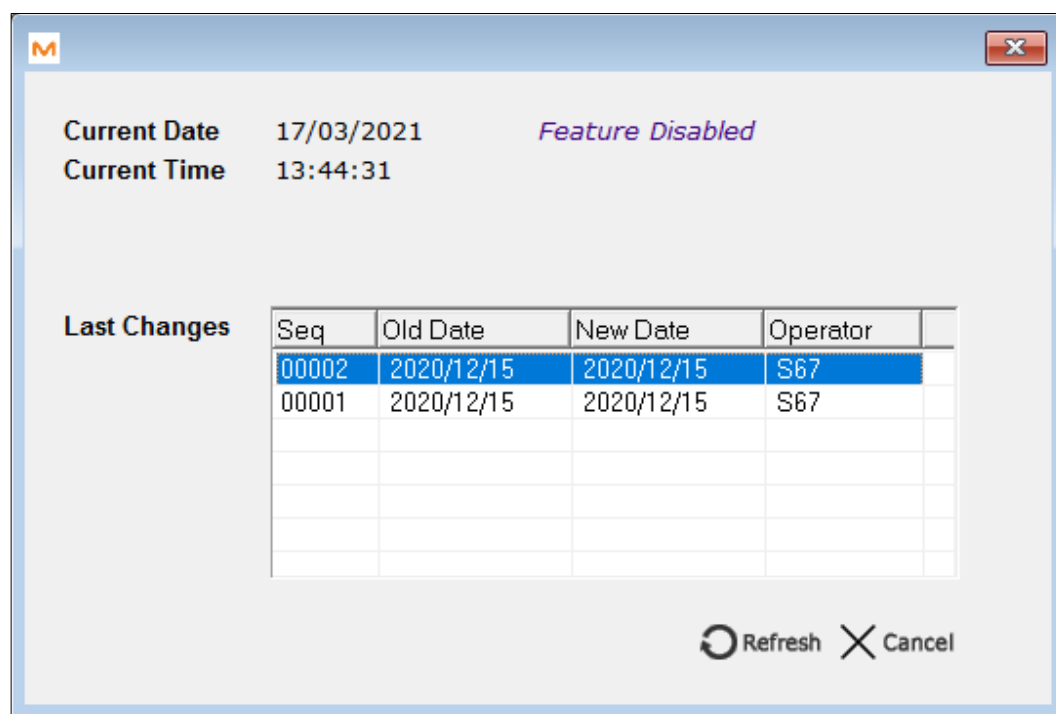 M
Current Date 17/03/2021 Feature Disabled
Current Time 13:44:31
Last Changes Seq Old Date New Date Operator
00002 2020/12/15 2020/12/15 S67
00001 2020/12/15 2020/12/15 S67
Refresh Cancel